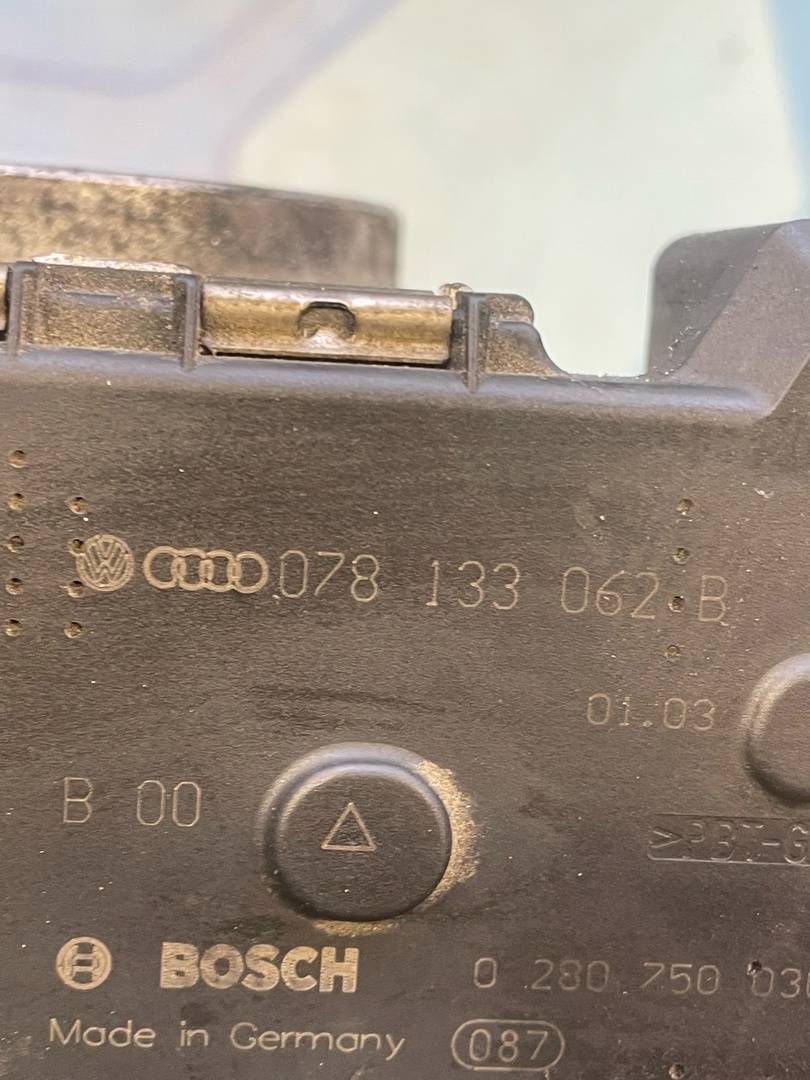 078 133 062 B
01.03
B 00
>PBT-G
BOSCH 0 280 750 03
Made in Germany 087